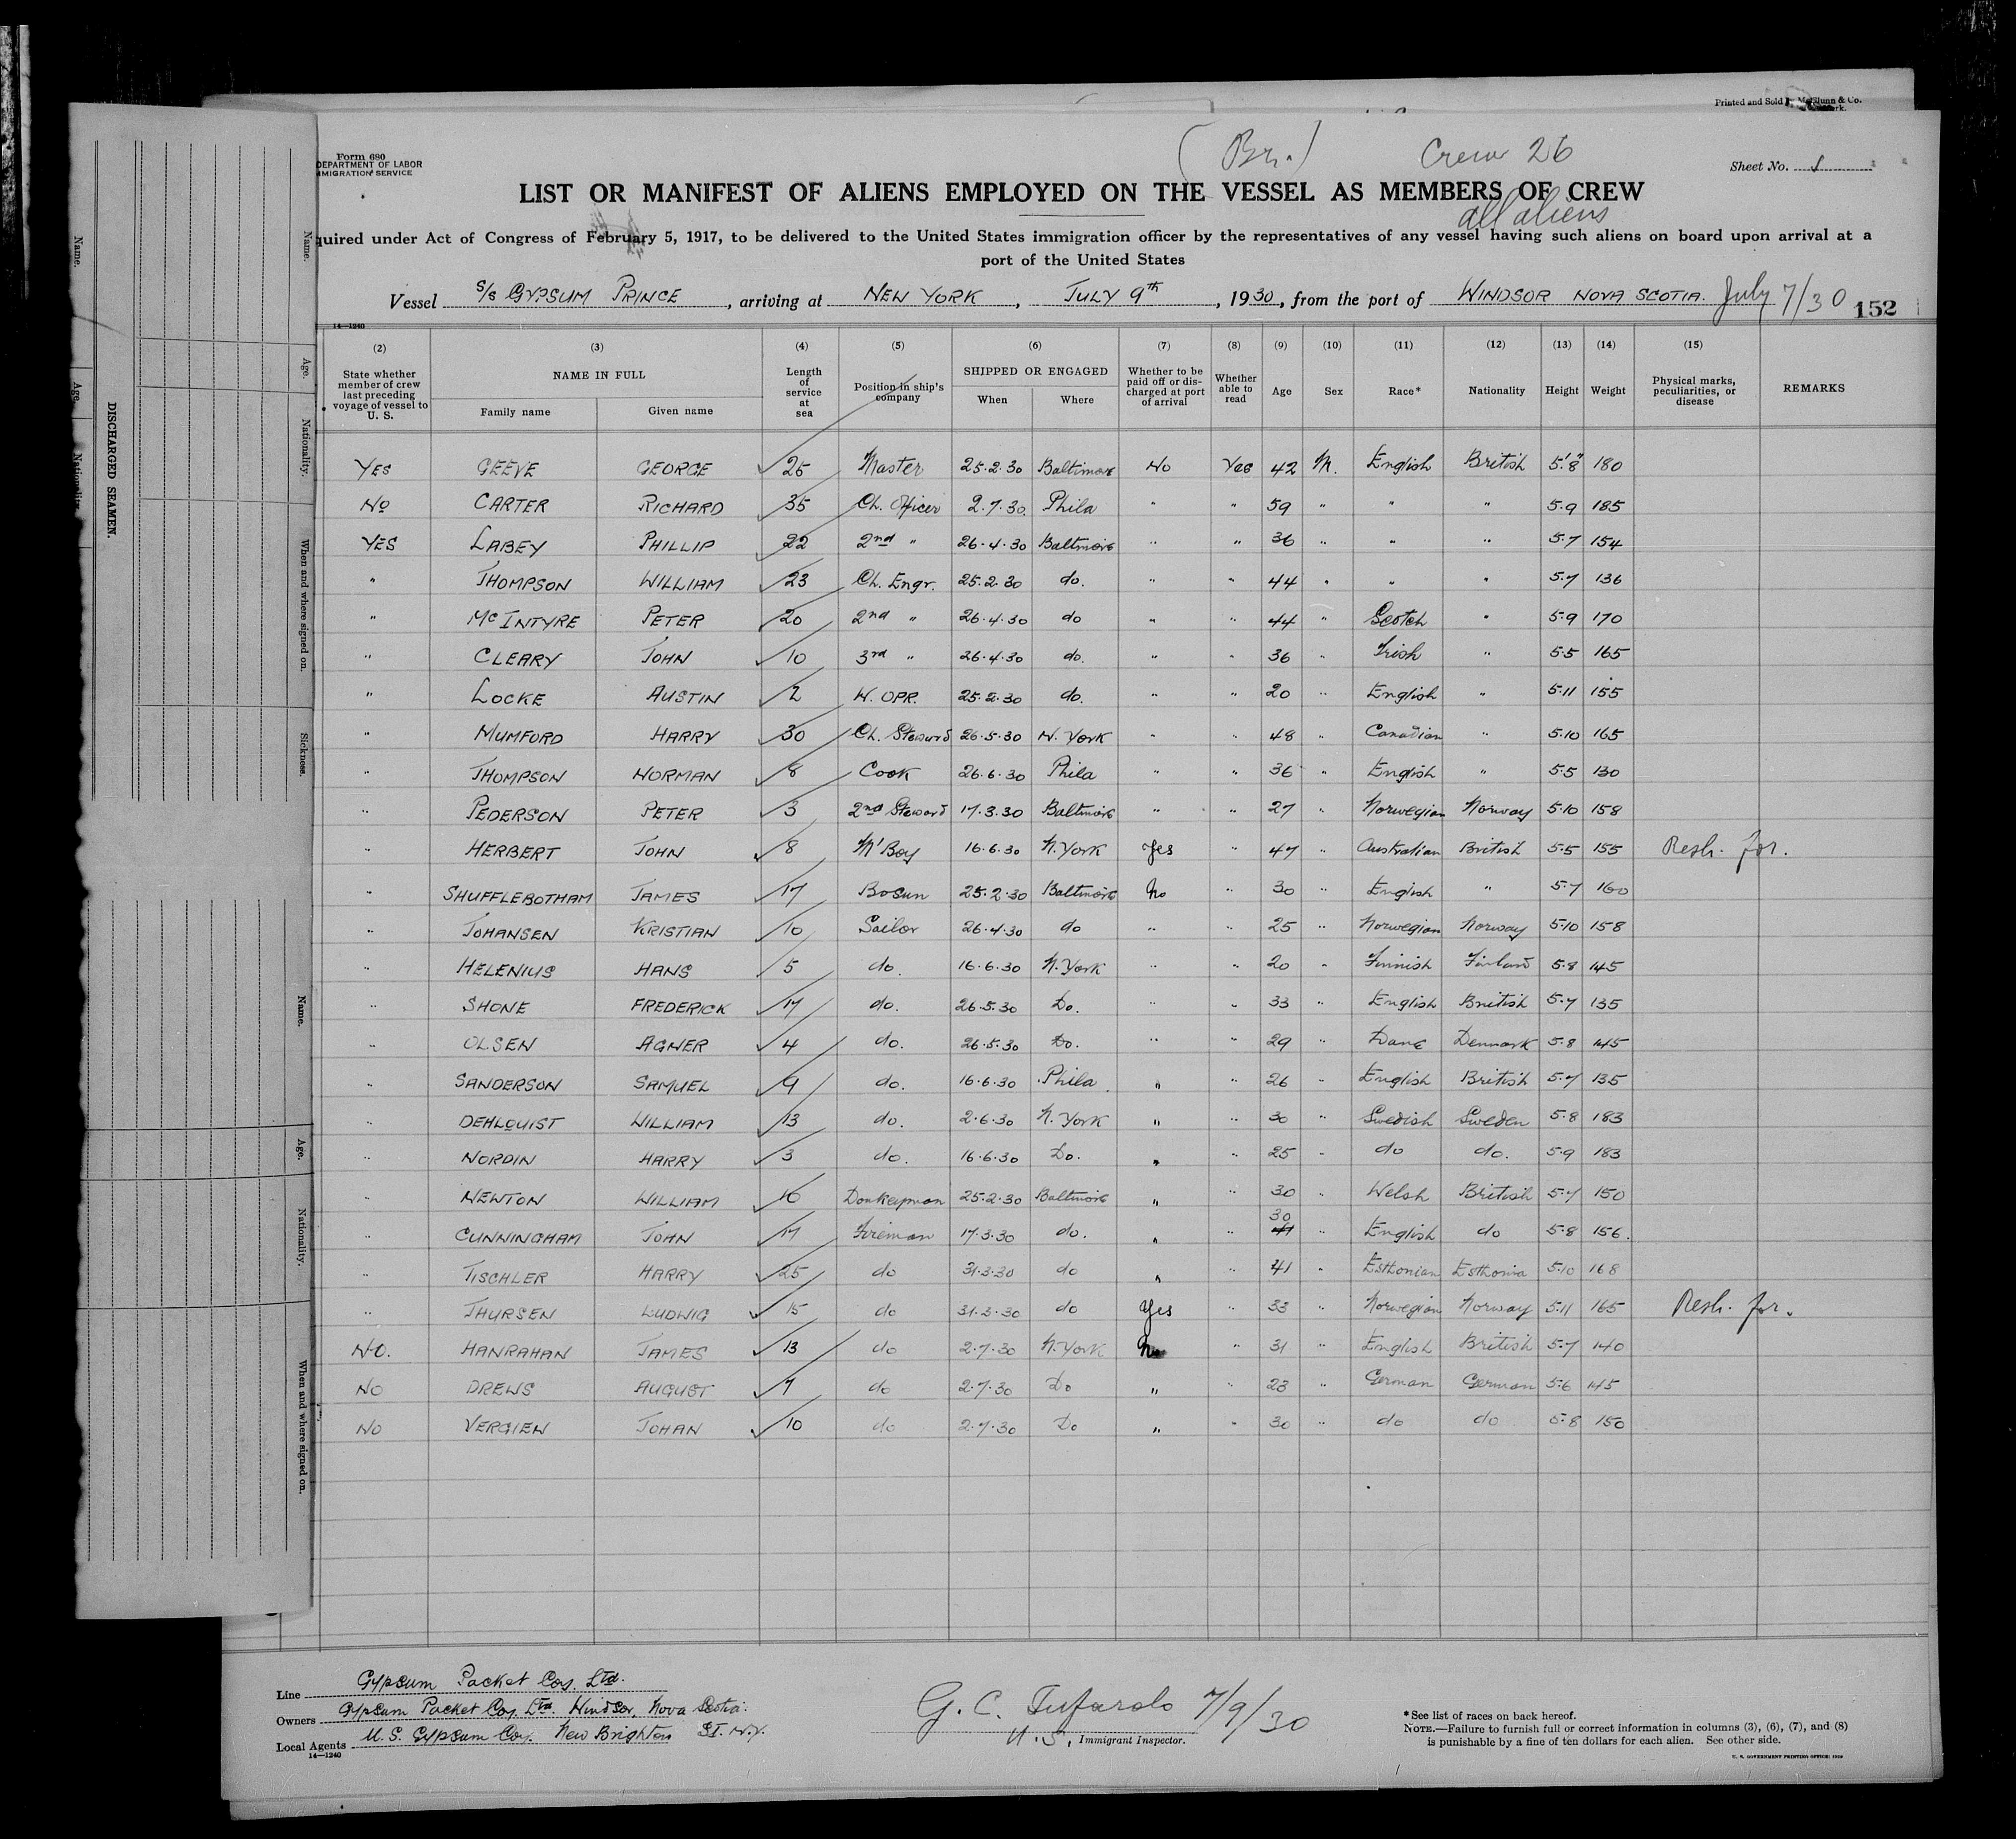 Printed and Sold by
Form 680
DEPARTMENT OF LABOR
MIGRATION SERVICE
(Br.) Crew 26
Sheet No.
LIST OR MANIFEST OF ALIENS EMPLOYED ON THE VESSEL AS MEMBERS OF CREW
all aliens
quired under Act of Congress of February 5, 1917, to be delivered to the United States immigration officer by the representatives of any vessel having such aliens on board upon arrival at a
port of the United States
Vessel S/S GYPSUM PRINCE, arriving at NEW YORK, JULY 9th, 1930, from the port of WINDSOR NOVA SCOTIA. July 7/30 152
14—1240
(2) (3) (4) (5) (6) (7) (8) (9) (10) (11) (12) (13) (14) (15)
State whether member of crew last preceding voyage of vessel to U. S. NAME IN FULL Family name Given name Length of service at sea Position in ship's company SHIPPED OR ENGAGED When Where Whether to be paid off or discharged at port of arrival Whether able to read Age Sex Race* Nationality Height Weight Physical marks, peculiarities, or disease REMARKS
YES GEEVE GEORGE 25 Master 25.2.30 Baltimore No Yes 42 M. English British 5'.8" 180
No CARTER RICHARD 35 Ch. Officer 2.7.30 Phila " " 59 " " " 5.9 185
YES LABEY PHILLIP 22 2nd " 26.4.30 Baltimore " " 36 " " " 5.7 154
" THOMPSON WILLIAM 23 Ch. Engr. 25.2.30 do. " " 44 " " " 5.7 136
" McINTYRE PETER 20 2nd " 26.4.30 do " " 44 " Scotch " 5.9 170
" CLEARY JOHN 10 3rd " 26.4.30 do. " " 36 " Irish " 5.5 165
" LOCKE AUSTIN 2 W. OPR. 25.2.30 do. " " 20 " English " 5.11 155
" MUMFORD HARRY 30 Ch. Steward 26.5.30 N. York " " 48 " Canadian " 5.10 165
" THOMPSON NORMAN 8 Cook 26.6.30 Phila " " 36 " English " 5.5 130
" PEDERSON PETER 3 2nd Steward 17.3.30 Baltimore " " 27 " Norwegian Norway 5.10 158
" HERBERT JOHN 8 M'Boy 16.6.30 N. York Yes " 47 " Australian British 5.5 155 Resh. for.
" SHUFFLEBOTHAM JAMES 17 Bosun 25.2.30 Baltimore No " 30 " English " 5.7 160
" JOHANSEN KRISTIAN 10 Sailor 26.4.30 do " " 25 " Norwegian Norway 5.10 158
" HELENIUS HANS 5 do. 16.6.30 N. York " " 20 " Finnish Finland 5.8 145
" SHONE FREDERICK 17 do. 26.5.30 Do. " " 33 " English British 5.7 135
" OLSEN AGNER 4 do. 26.5.30 Do. " " 29 " Dane Denmark 5.8 145
" SANDERSON SAMUEL 9 do. 16.6.30 Phila " " 26 " English British 5.7 135
" DEHLQUIST WILLIAM 13 do. 2.6.30 N. York " " 30 " Swedish Sweden 5.8 183
" NORDIN HARRY 3 do. 16.6.30 Do. " " 25 " do do. 5.9 183
" NEWTON WILLIAM 16 Donkeyman 25.2.30 Baltimore " " 30 " Welsh British 5.7 150
" CUNNINGHAM JOHN 17 Fireman 17.3.30 do. " " 30 " English do 5.8 156.
" TISCHLER HARRY 25 do 31.3.30 do " " 41 " Esthonian Esthonia 5.10 168
" THURSEN LUDWIG 15 do 31.3.30 do Yes " 33 " Norwegian Norway 5.11 165 Resh. for.
NO. HANRAHAN JAMES 13 do 2.7.30 N. York No " 31 " English British 5.7 140
NO DREWS AUGUST 7 do 2.7.30 Do " " 23 " German German 5.6 145
NO VERGIEN JOHAN 10 do 2.7.30 Do " " 30 " do do 5.8 150
Line Gypsum Packet Coy. Ltd.
Owners Gypsum Packet Coy. Ltd. Windsor, Nova Scotia.
Local Agents U. S. Gypsum Coy. New Brighton S.I. N.Y.
14—1240
G. C. Tufarolo 7/9/30
U. S. Immigrant Inspector.
*See list of races on back hereof.
NOTE.—Failure to furnish full or correct information in columns (3), (6), (7), and (8)
is punishable by a fine of ten dollars for each alien. See other side.
U. S. GOVERNMENT PRINTING OFFICE: 1929
DISCHARGED SEAMEN.
Name.
Age.
Nationality.
Name.
Age.
Nationality.
When and where signed on.
Sickness.
Name.
Age.
Nationality.
When and where signed on.